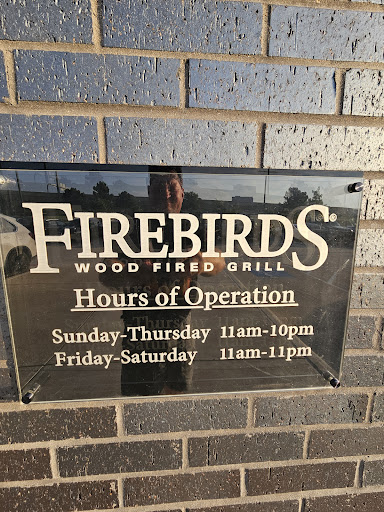 FIREBIRDS®
WOOD FIRED GRILL
Hours of Operation
Sunday-Thursday 11am-10pm
Friday-Saturday 11am-11pm